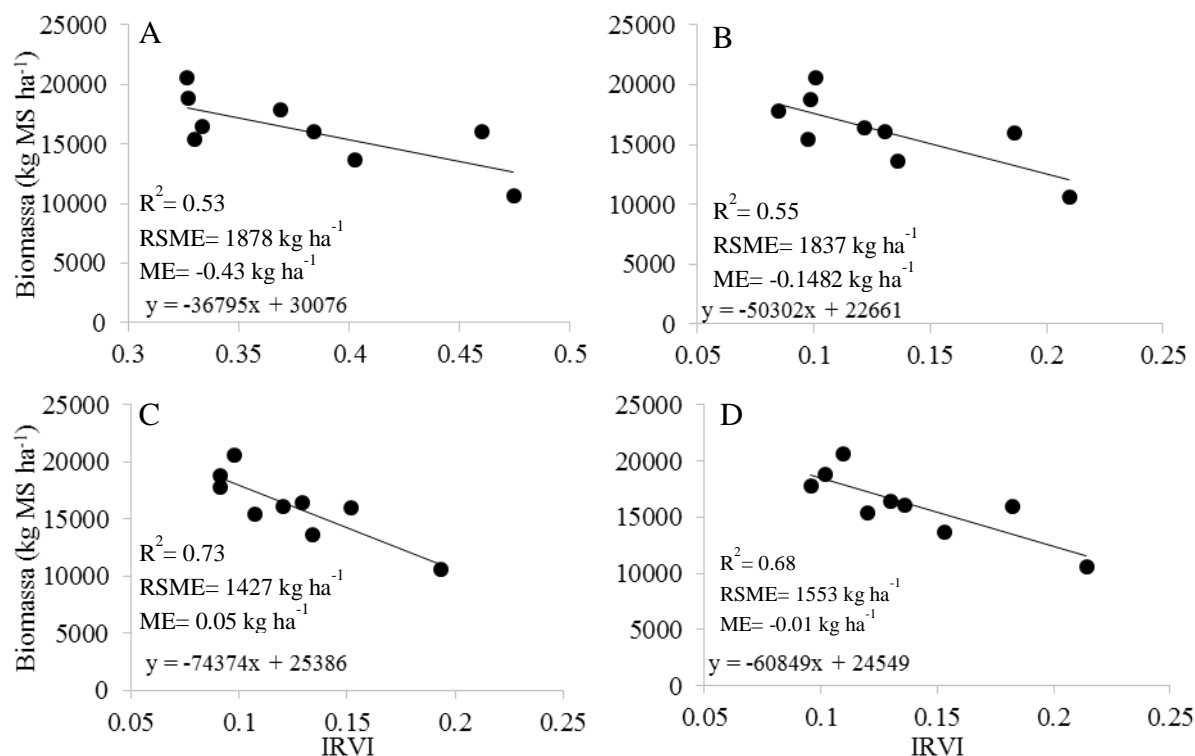 A
25000
20000
15000
10000
5000
0
Biomassa (kg MS ha⁻¹)
R²= 0.53
RSME= 1878 kg ha⁻¹
ME= -0.43 kg ha⁻¹
y = -36795x + 30076
0.3 0.35 0.4 0.45 0.5
B
25000
20000
15000
10000
5000
0
R²= 0.55
RSME= 1837 kg ha⁻¹
ME= -0.1482 kg ha⁻¹
y = -50302x + 22661
0.05 0.1 0.15 0.2 0.25
C
25000
20000
15000
10000
5000
0
Biomassa (kg MS ha⁻¹)
R²= 0.73
RSME= 1427 kg ha⁻¹
ME= 0.05 kg ha⁻¹
y = -74374x + 25386
0.05 0.1 0.15 0.2 0.25
IRVI
D
25000
20000
15000
10000
5000
0
R²= 0.68
RSME= 1553 kg ha⁻¹
ME= -0.01 kg ha⁻¹
y = -60849x + 24549
0.05 0.1 0.15 0.2 0.25
IRVI